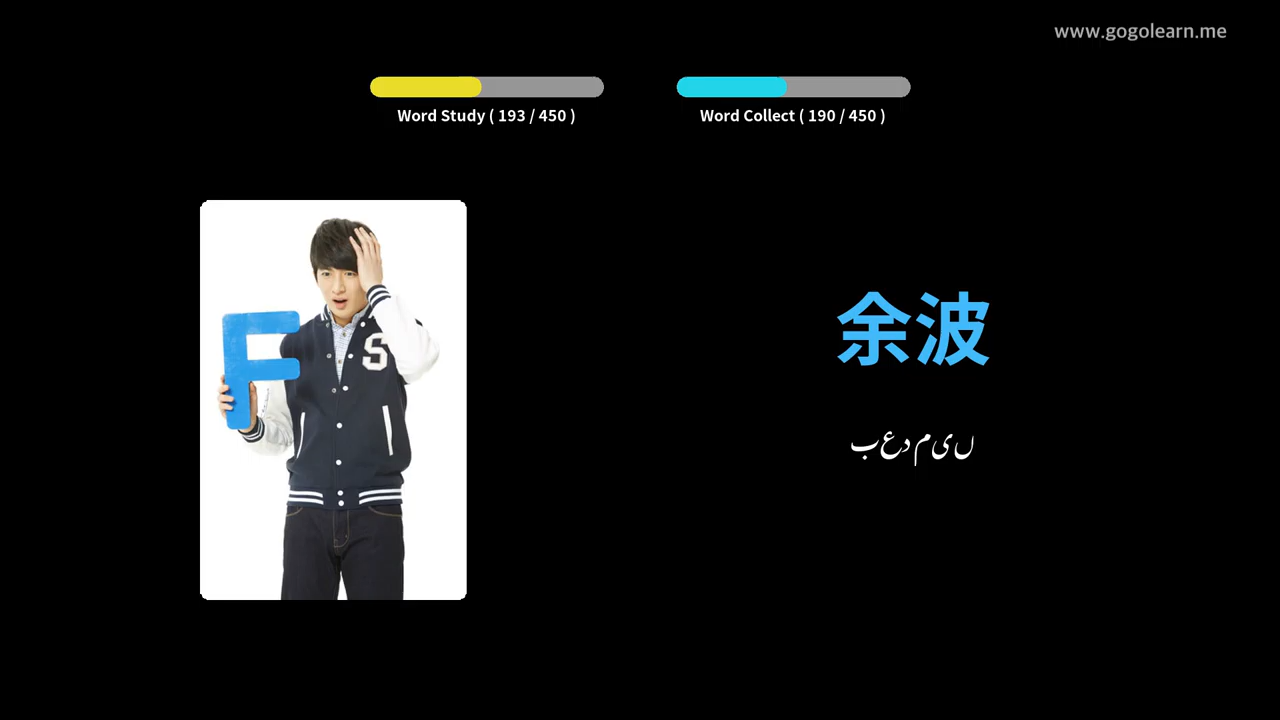 www.gogolearn.me
Word Study ( 193 / 450 )
Word Collect ( 190 / 450 )
F
S
余波
بعد میں